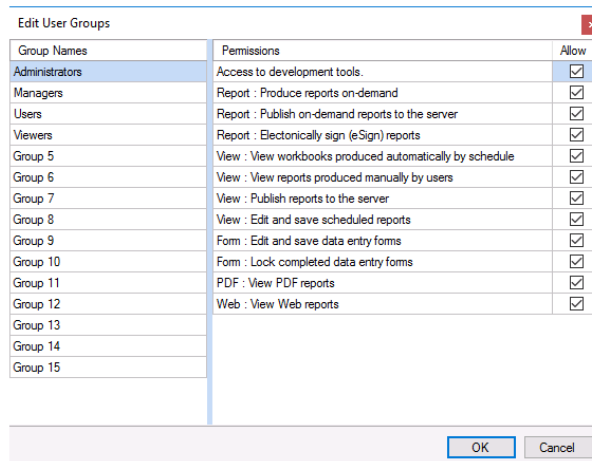 Edit User Groups
Group Names Permissions Allow
Administrators Access to development tools.
Managers Report : Produce reports on-demand
Users Report : Publish on-demand reports to the server
Viewers Report : Electonically sign (eSign) reports
Group 5 View : View workbooks produced automatically by schedule
Group 6 View : View reports produced manually by users
Group 7 View : Publish reports to the server
Group 8 View : Edit and save scheduled reports
Group 9 Form : Edit and save data entry forms
Group 10 Form : Lock completed data entry forms
Group 11 PDF : View PDF reports
Group 12 Web : View Web reports
Group 13
Group 14
Group 15
OK Cancel